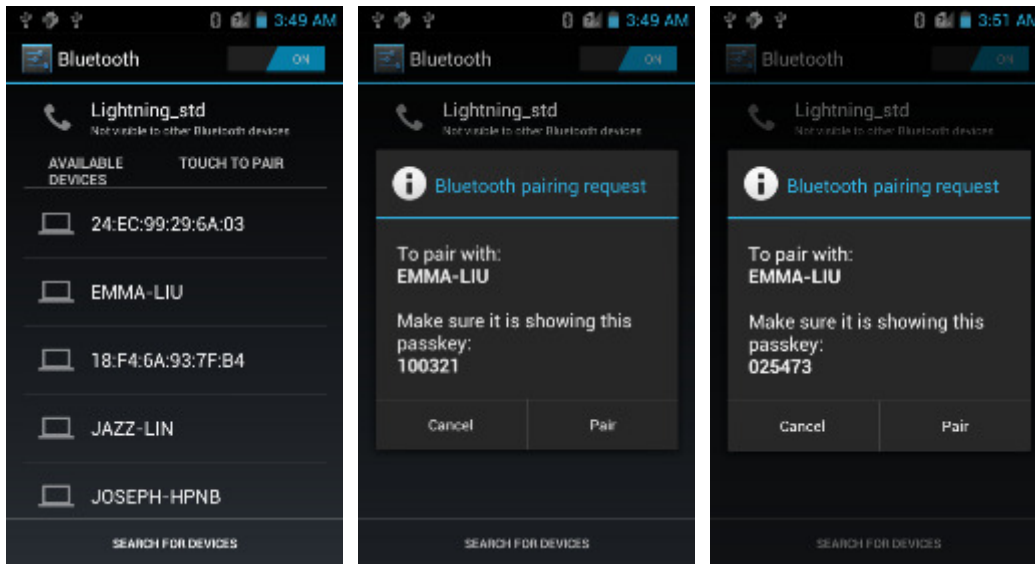 3:49 AM
Bluetooth
ON
Lightning_std
Not visible to other Bluetooth devices
AVAILABLE DEVICES
TOUCH TO PAIR
24:EC:99:29:6A:03
EMMA-LIU
18:F4:6A:93:7F:B4
JAZZ-LIN
JOSEPH-HPNB
SEARCH FOR DEVICES
3:49 AM
Bluetooth
ON
Lightning_std
Not visible to other Bluetooth devices
Bluetooth pairing request
To pair with:
EMMA-LIU
Make sure it is showing this
passkey:
100321
Cancel
Pair
SEARCH FOR DEVICES
3:51 AM
Bluetooth
ON
Lightning_std
Not visible to other Bluetooth devices
Bluetooth pairing request
To pair with:
EMMA-LIU
Make sure it is showing this
passkey:
025473
Cancel
Pair
SEARCH FOR DEVICES